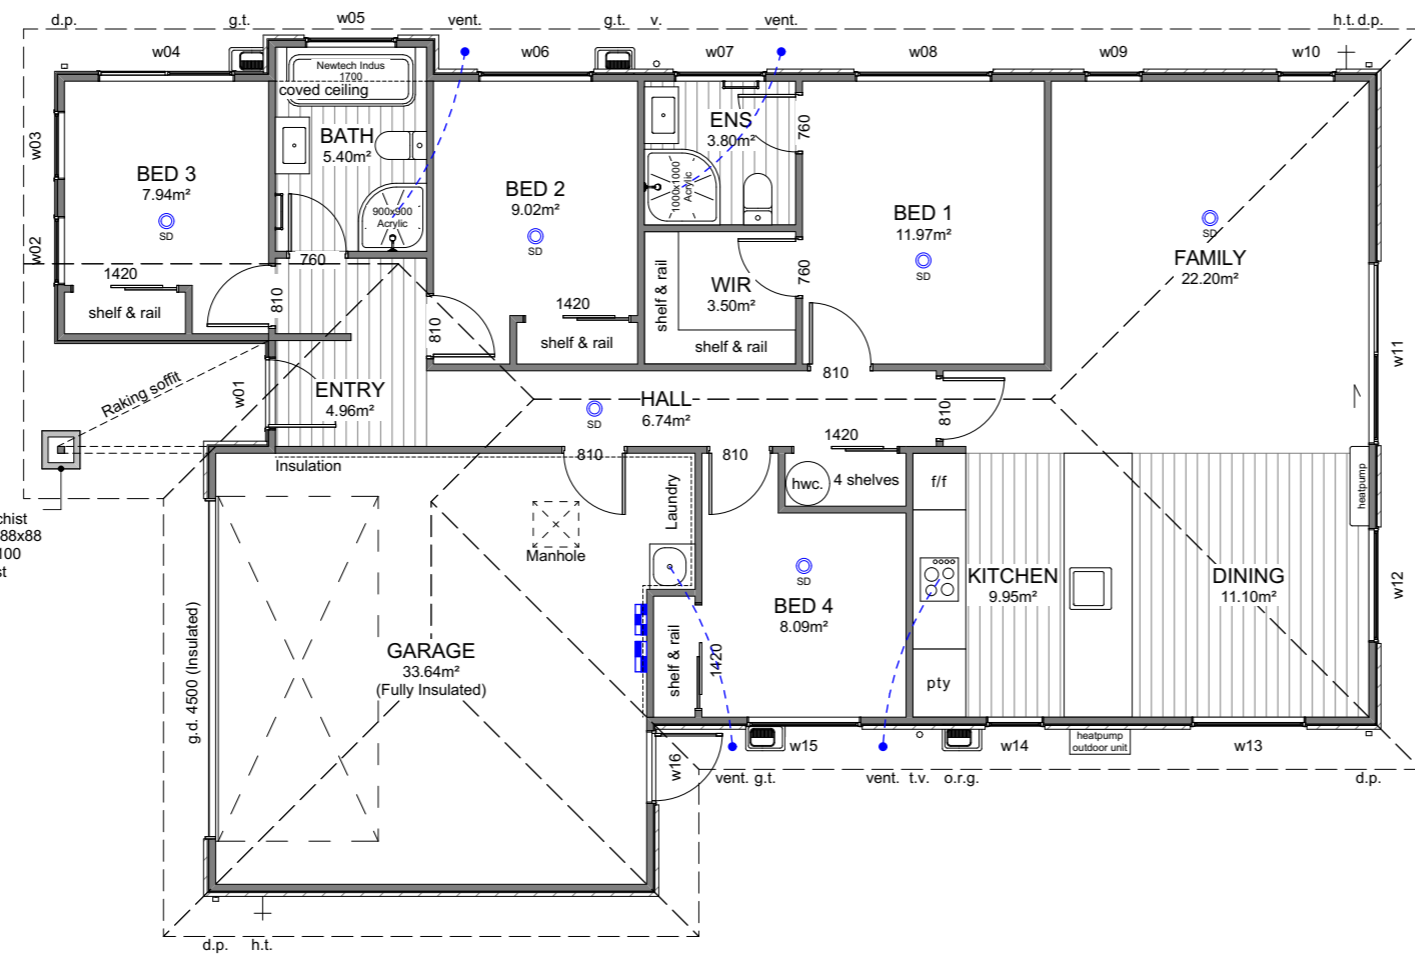 d.p.
g.t.
w05
vent.
g.t.
v.
vent.
h.t. d.p.
w04
w06
w07
w08
w09
w10
Newtech Indus
1700
coved ceiling
w03
BATH
5.40m²
ENS
3.80m²
760
BED 3
7.94m²
SD
BED 2
9.02m²
SD
1000x1000
Acrylic
BED 1
11.97m²
SD
900x900
Acrylic
SD
FAMILY
22.20m²
w02
760
1420
810
shelf & rail
810
1420
shelf & rail
shelf & rail
WIR
3.50m²
760
shelf & rail
810
w11
Raking soffit
w01
ENTRY
4.96m²
HALL
6.74m²
SD
810
1420
Insulation
810
810
hwc.
4 shelves
f/f
heatpump
chist
88x88
100
st
Laundry
Manhole
SD
BED 4
8.09m²
KITCHEN
9.95m²
DINING
11.10m²
w12
g.d. 4500 (Insulated)
GARAGE
33.64m²
(Fully Insulated)
shelf & rail
1420
pty
w16
w15
w14
heatpump
outdoor unit
w13
vent. g.t.
vent.
t.v.
o.r.g.
d.p.
d.p.
h.t.